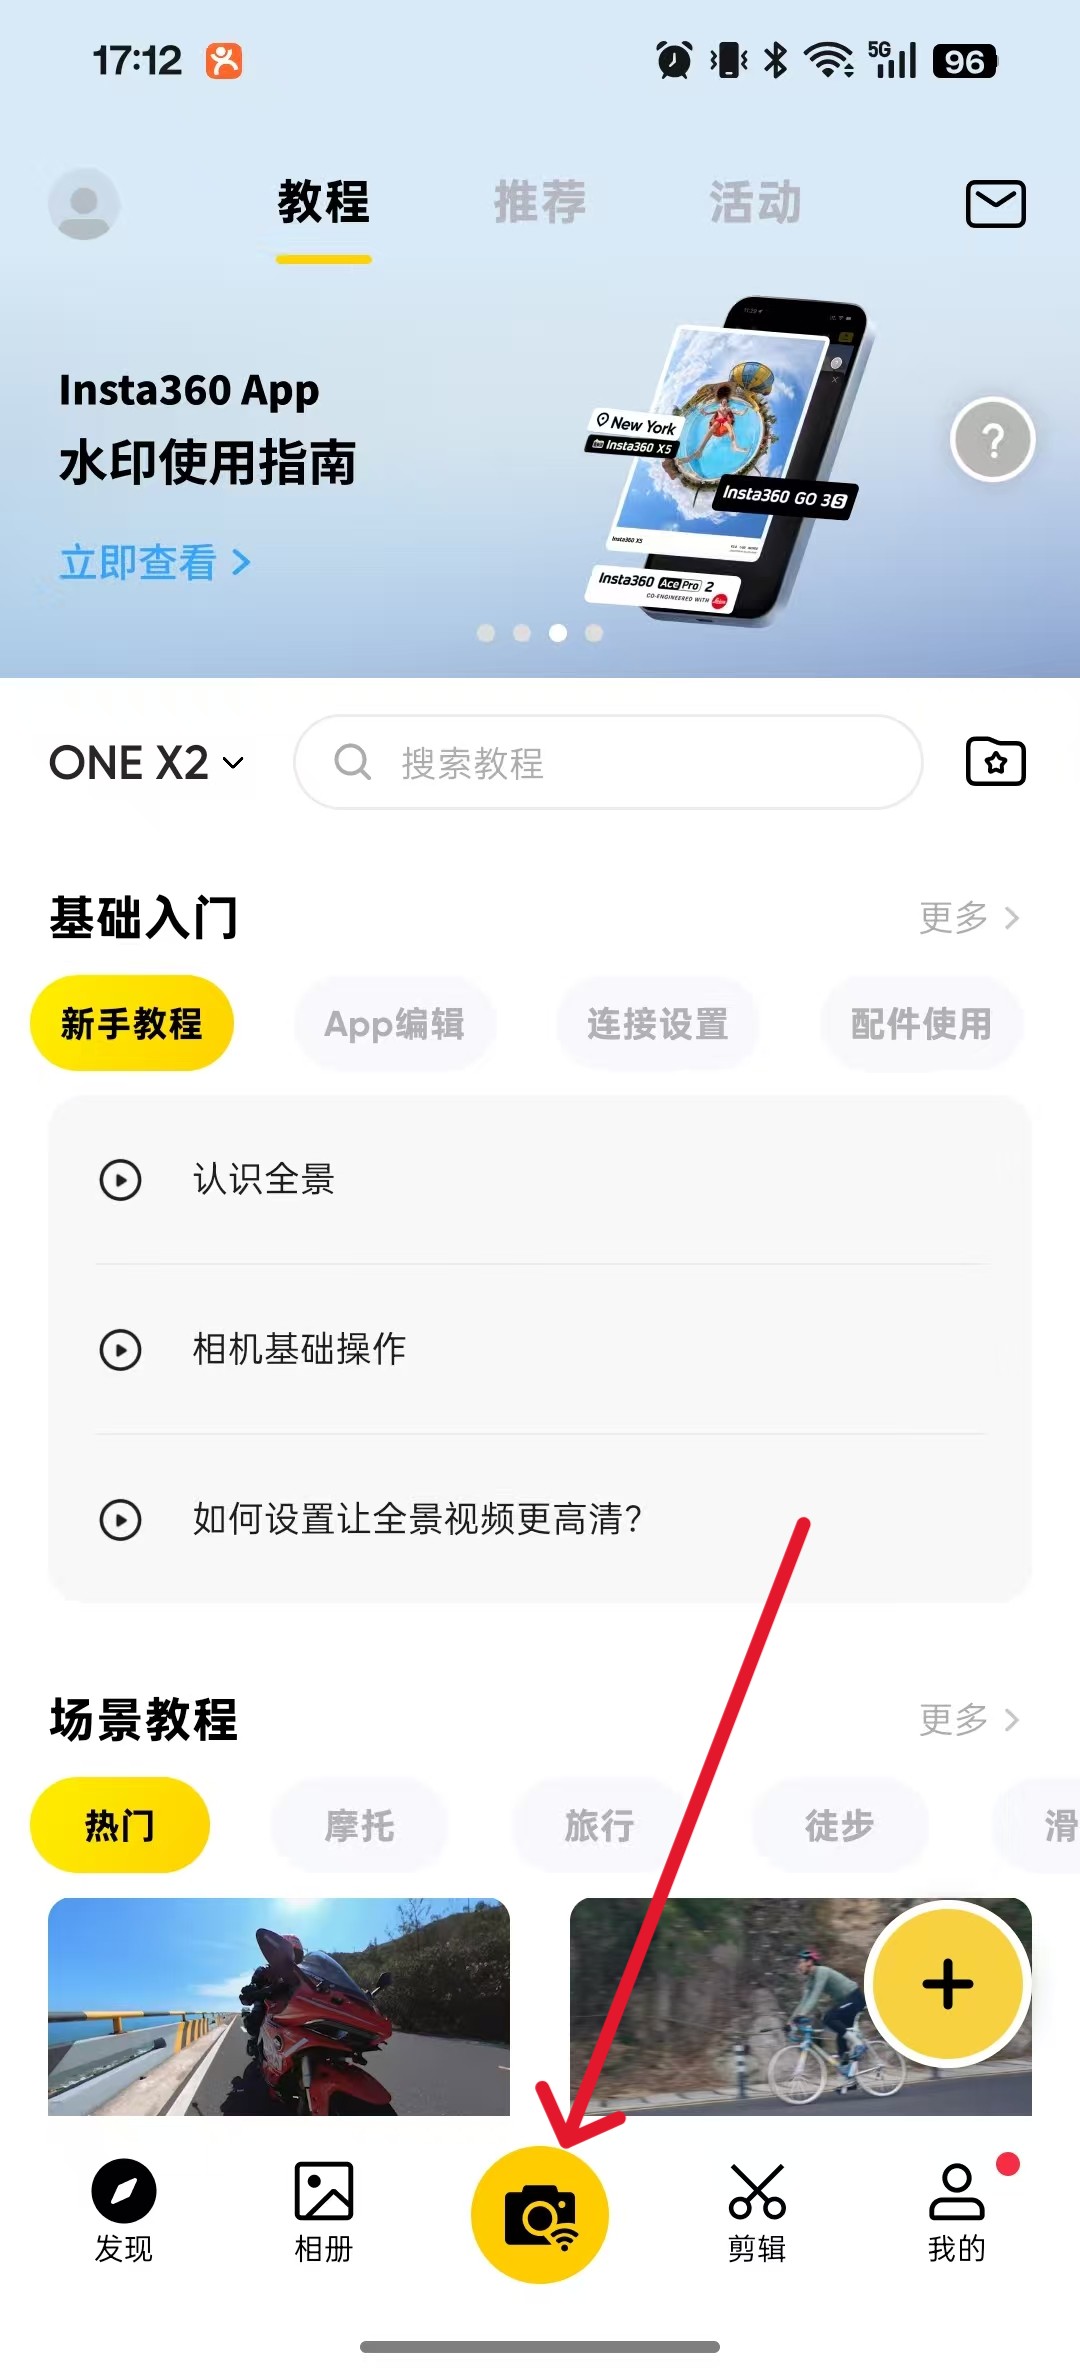 17:12
5G
96
教程
推荐
活动
Insta360 App
水印使用指南
立即查看
New York
Insta360 X5
Insta360 GO 3S
Insta360 X5
Insta360 Ace Pro 2
CO-ENGINEERED WITH
?
ONE X2
搜索教程
基础入门
更多
新手教程
App编辑
连接设置
配件使用
认识全景
相机基础操作
如何设置让全景视频更高清?
场景教程
更多
热门
摩托
旅行
徒步
滑
发现
相册
剪辑
我的